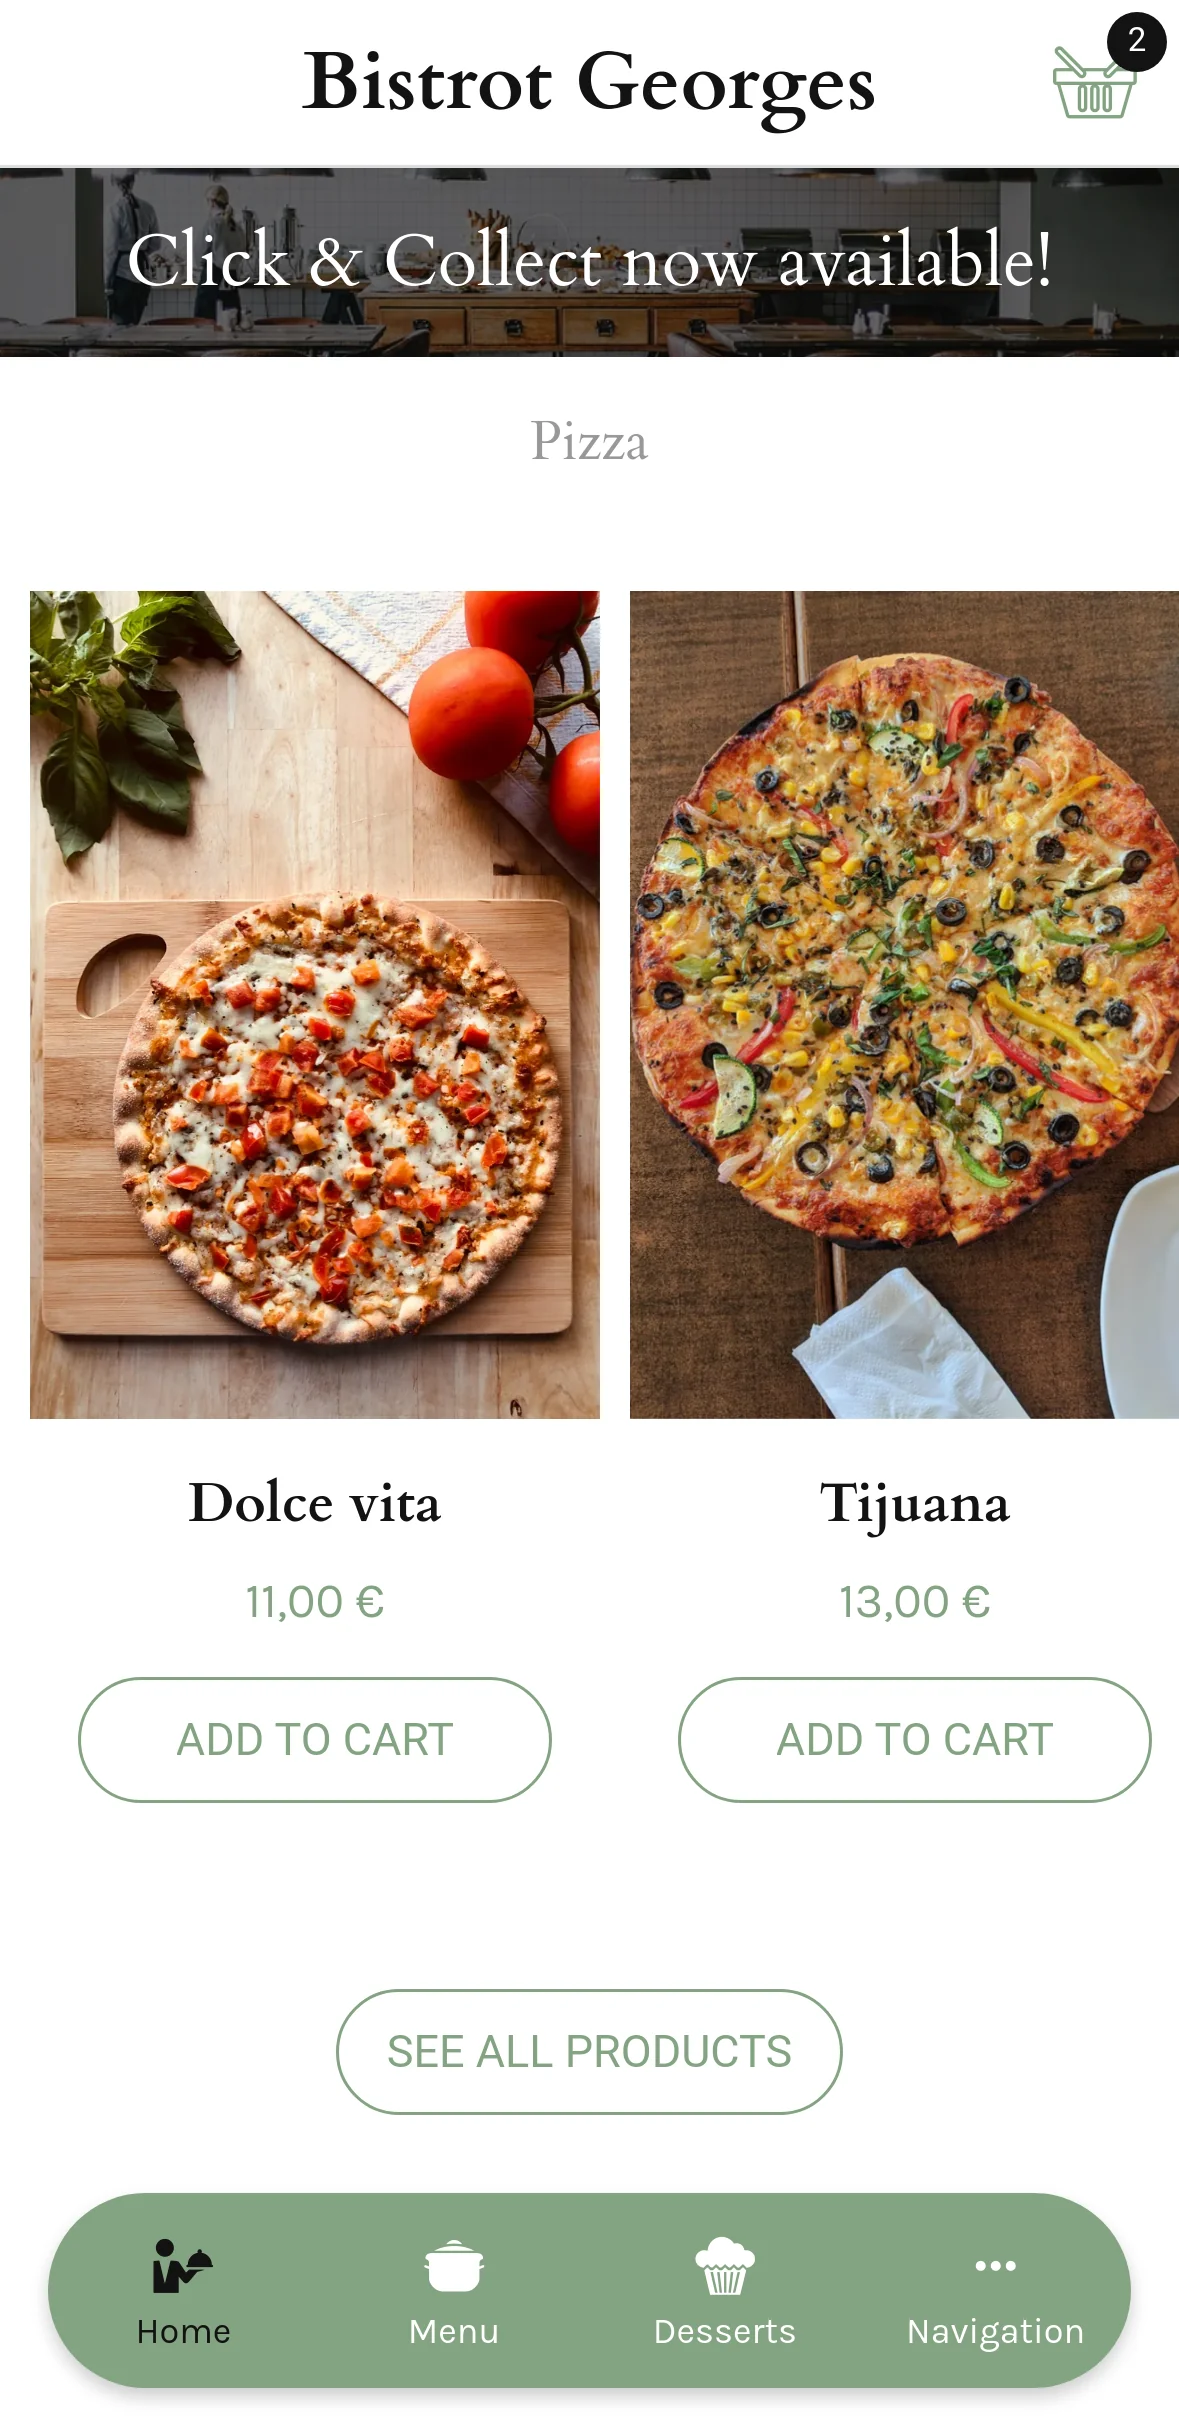 Bistrot Georges
2
Click & Collect now available!
Pizza
Dolce vita
11,00 €
ADD TO CART
Tijuana
13,00 €
ADD TO CART
SEE ALL PRODUCTS
Home
Menu
Desserts
Navigation